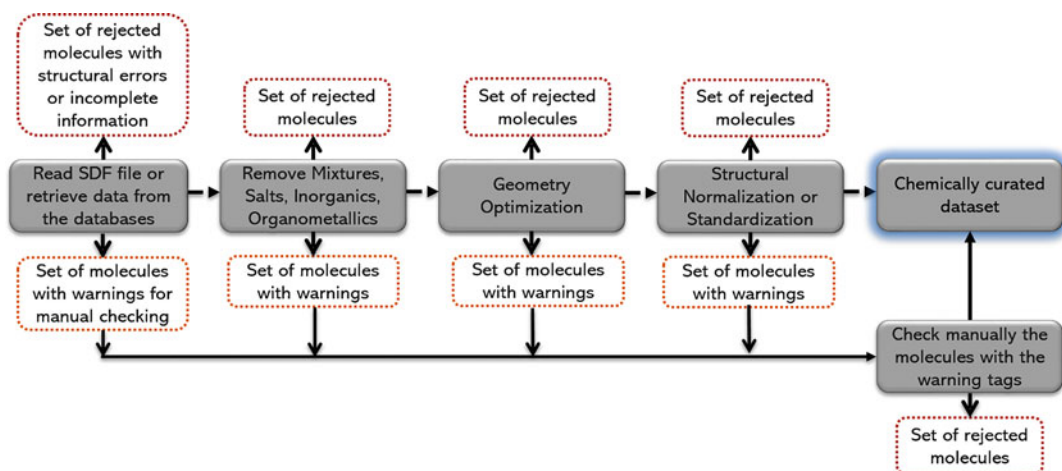 Set of rejected
molecules with
structural errors
or incomplete
information
Set of rejected
molecules
Set of rejected
molecules
Set of rejected
molecules
Read SDF file or
retrieve data from
the databases
Remove Mixtures,
Salts, Inorganics,
Organometallics
Geometry
Optimization
Structural
Normalization or
Standardization
Chemically curated
dataset
Set of molecules
with warnings for
manual checking
Set of molecules
with warnings
Set of molecules
with warnings
Set of molecules
with warnings
Check manually the
molecules with the
warning tags
Set of rejected
molecules